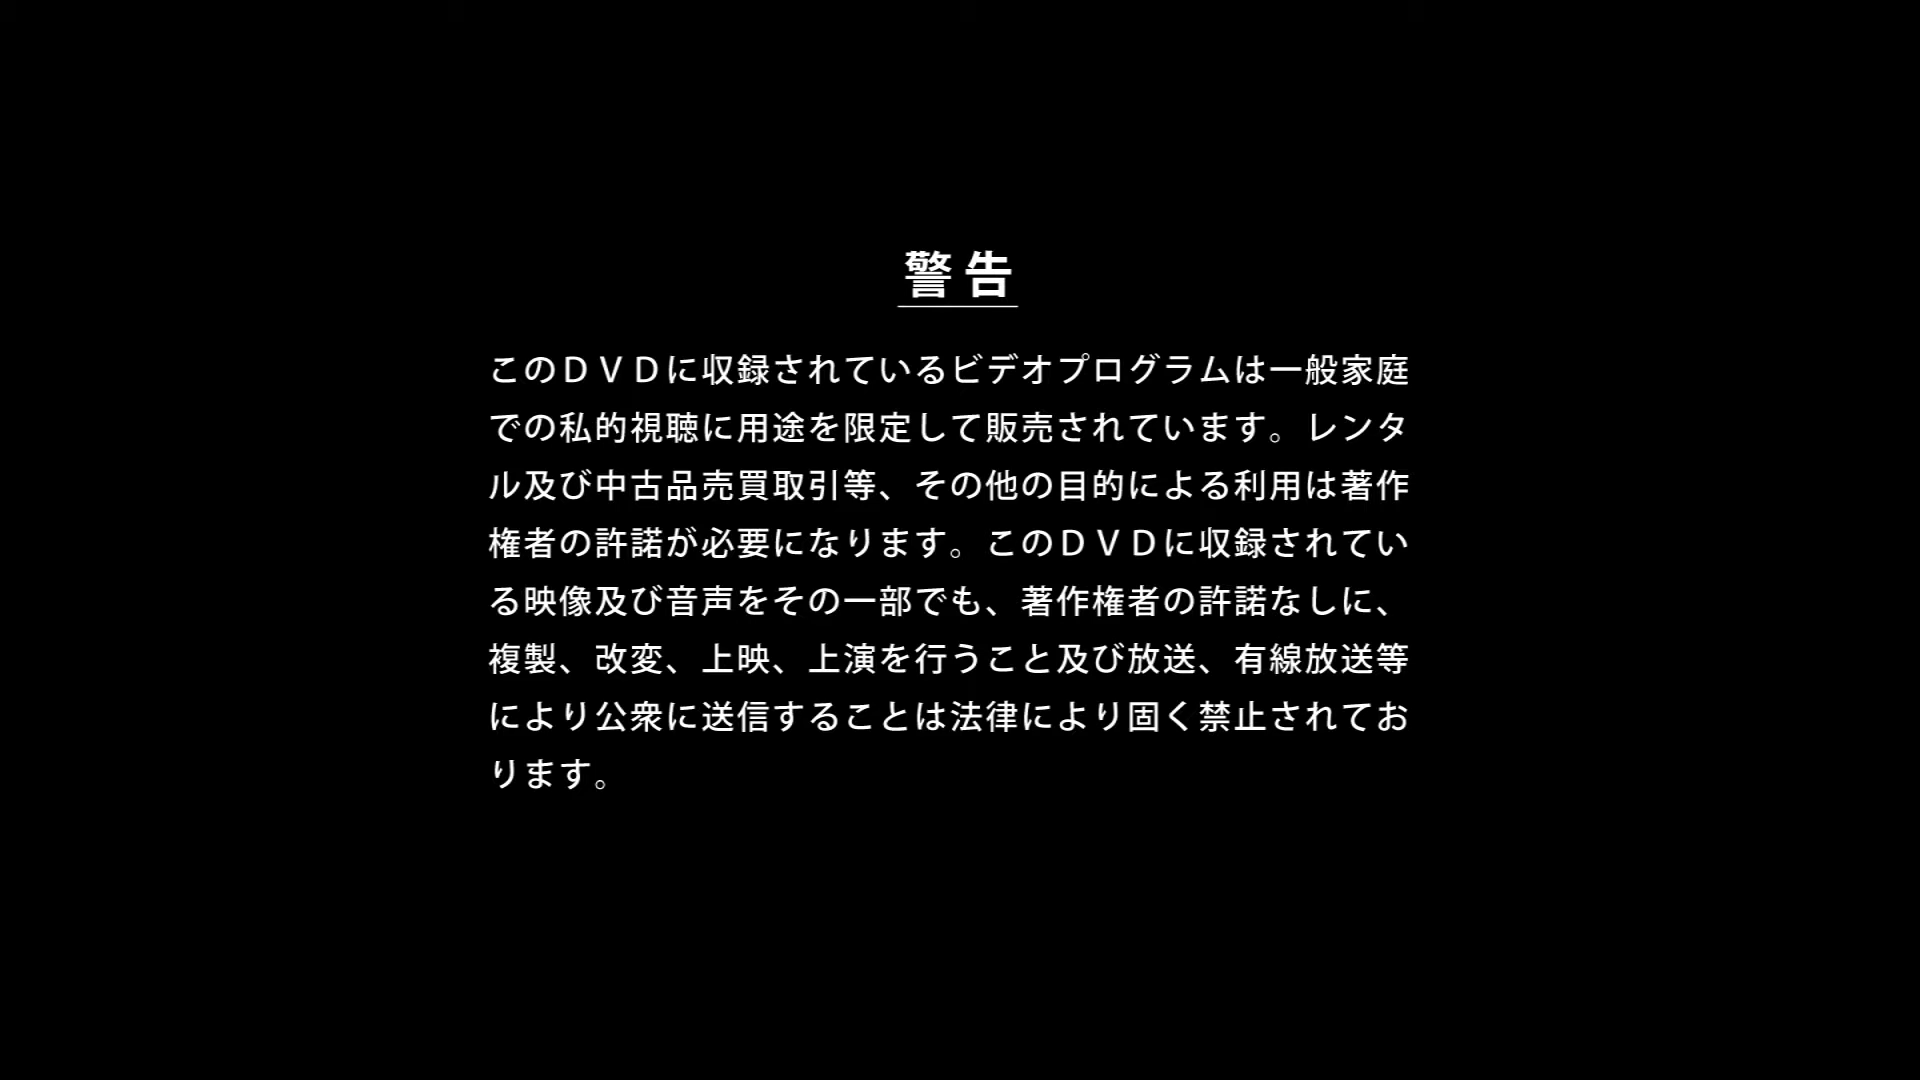 警告
このＤＶＤに収録されているビデオプログラムは一般家庭
での私的視聴に用途を限定して販売されています。レンタ
ル及び中古品売買取引等、その他の目的による利用は著作
権者の許諾が必要になります。このＤＶＤに収録されてい
る映像及び音声をその一部でも、著作権者の許諾なしに、
複製、改変、上映、上演を行うこと及び放送、有線放送等
により公衆に送信することは法律により固く禁止されてお
ります。